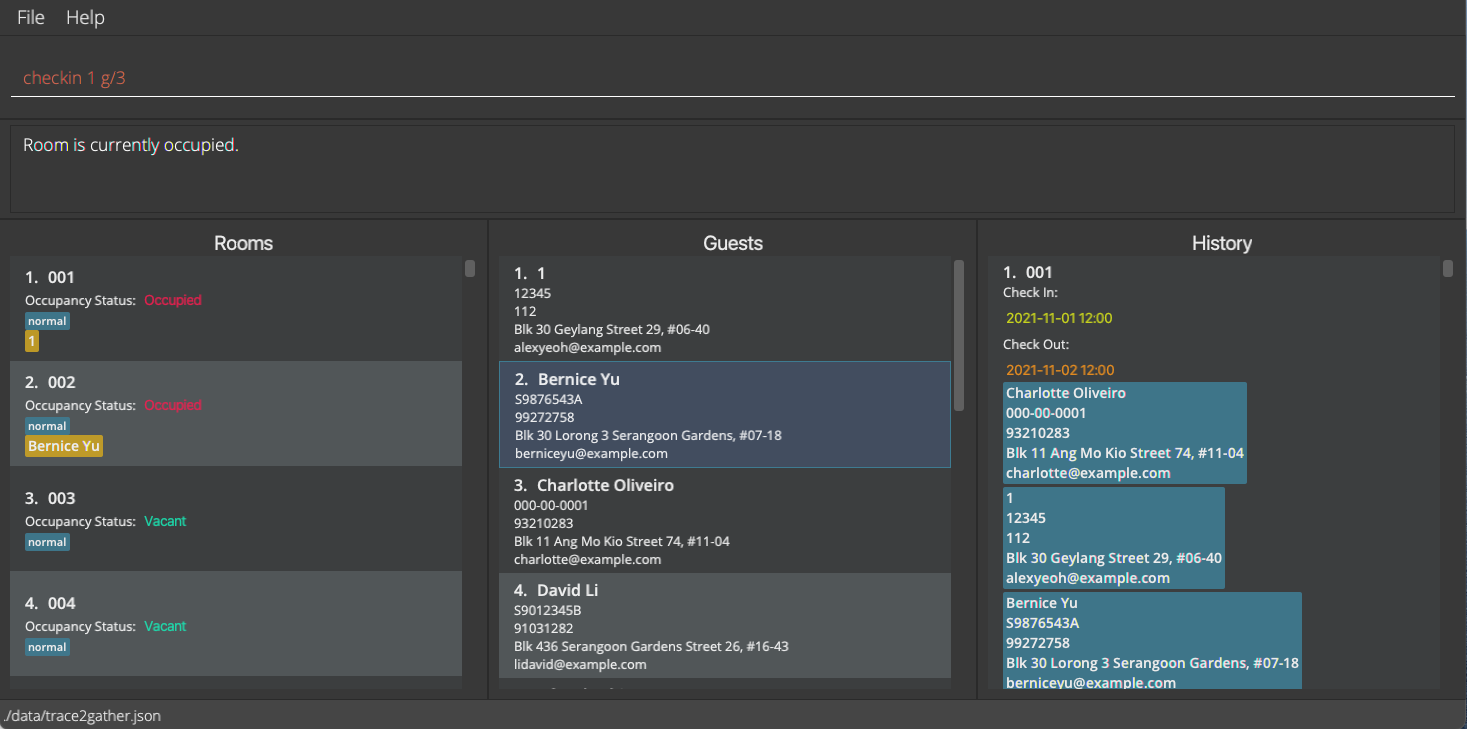 File Help
checkin 1 g/3
Room is currently occupied.
Rooms
1. 001
Occupancy Status: Occupied
normal
1
2. 002
Occupancy Status: Occupied
normal
Bernice Yu
3. 003
Occupancy Status: Vacant
normal
4. 004
Occupancy Status: Vacant
normal
Guests
1. 1
12345
112
Blk 30 Geylang Street 29, #06-40
alexyeoh@example.com
2. Bernice Yu
S9876543A
99272758
Blk 30 Lorong 3 Serangoon Gardens, #07-18
berniceyu@example.com
3. Charlotte Oliveiro
000-00-0001
93210283
Blk 11 Ang Mo Kio Street 74, #11-04
charlotte@example.com
4. David Li
S9012345B
91031282
Blk 436 Serangoon Gardens Street 26, #16-43
lidavid@example.com
History
1. 001
Check In:
2021-11-01 12:00
Check Out:
2021-11-02 12:00
Charlotte Oliveiro
000-00-0001
93210283
Blk 11 Ang Mo Kio Street 74, #11-04
charlotte@example.com
1
12345
112
Blk 30 Geylang Street 29, #06-40
alexyeoh@example.com
Bernice Yu
S9876543A
99272758
Blk 30 Lorong 3 Serangoon Gardens, #07-18
berniceyu@example.com
./data/trace2gather.json